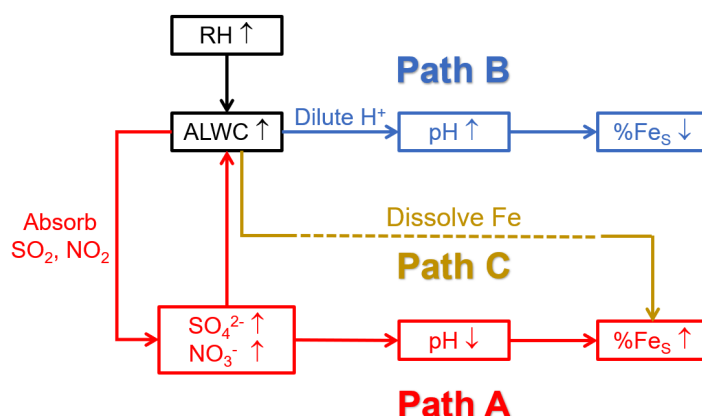 RH ↑
Path B
ALWC ↑
Dilute H⁺
pH ↑
%Feₛ ↓
Absorb
SO₂, NO₂
Dissolve Fe
Path C
SO₄²⁻ ↑
NO₃⁻ ↑
pH ↓
%Feₛ ↑
Path A